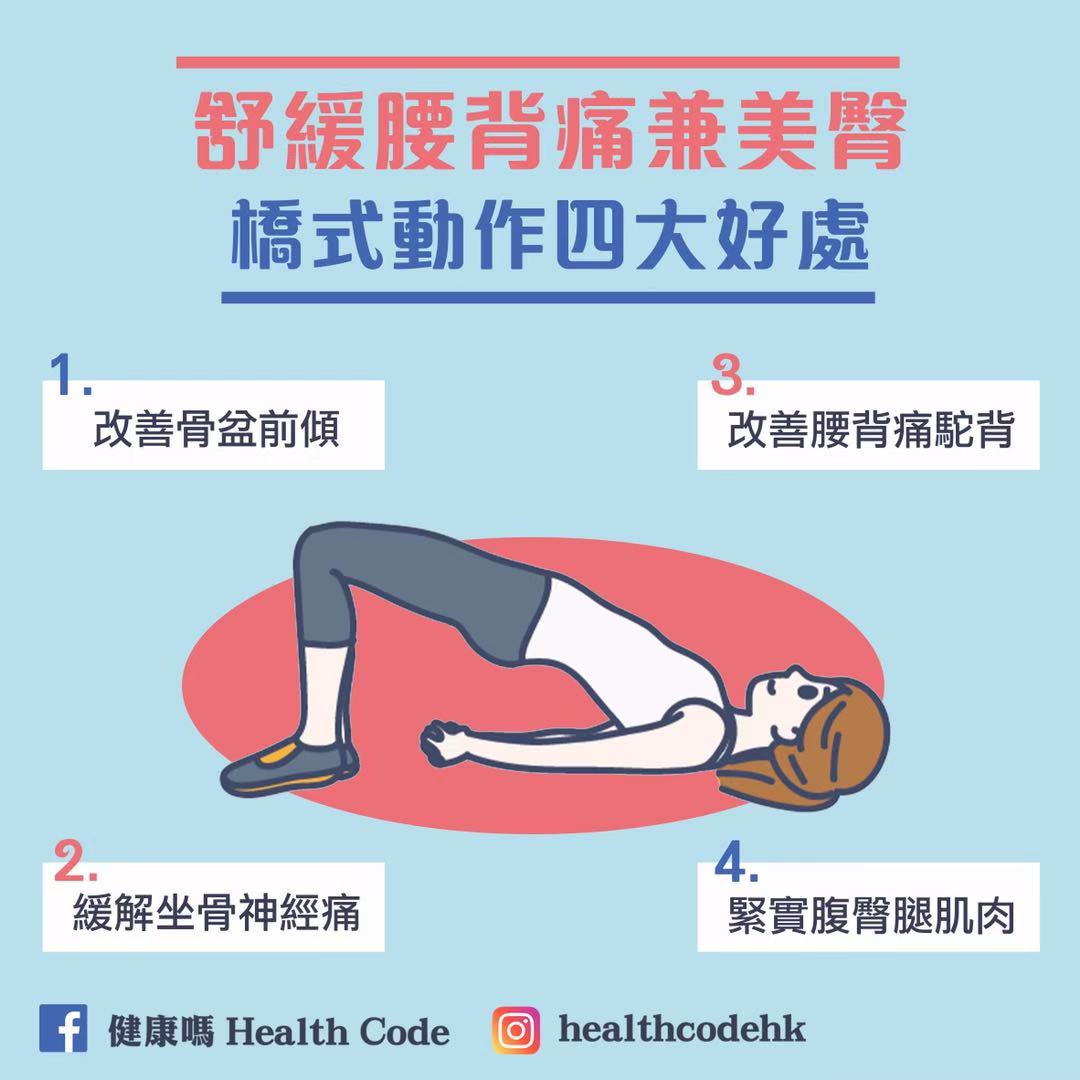 舒緩腰背痛兼美臀
橋式動作四大好處
1.
改善骨盆前傾
2.
緩解坐骨神經痛
3.
改善腰背痛駝背
4.
緊實腹臀腿肌肉
健康嗎 Health Code
healthcodehk